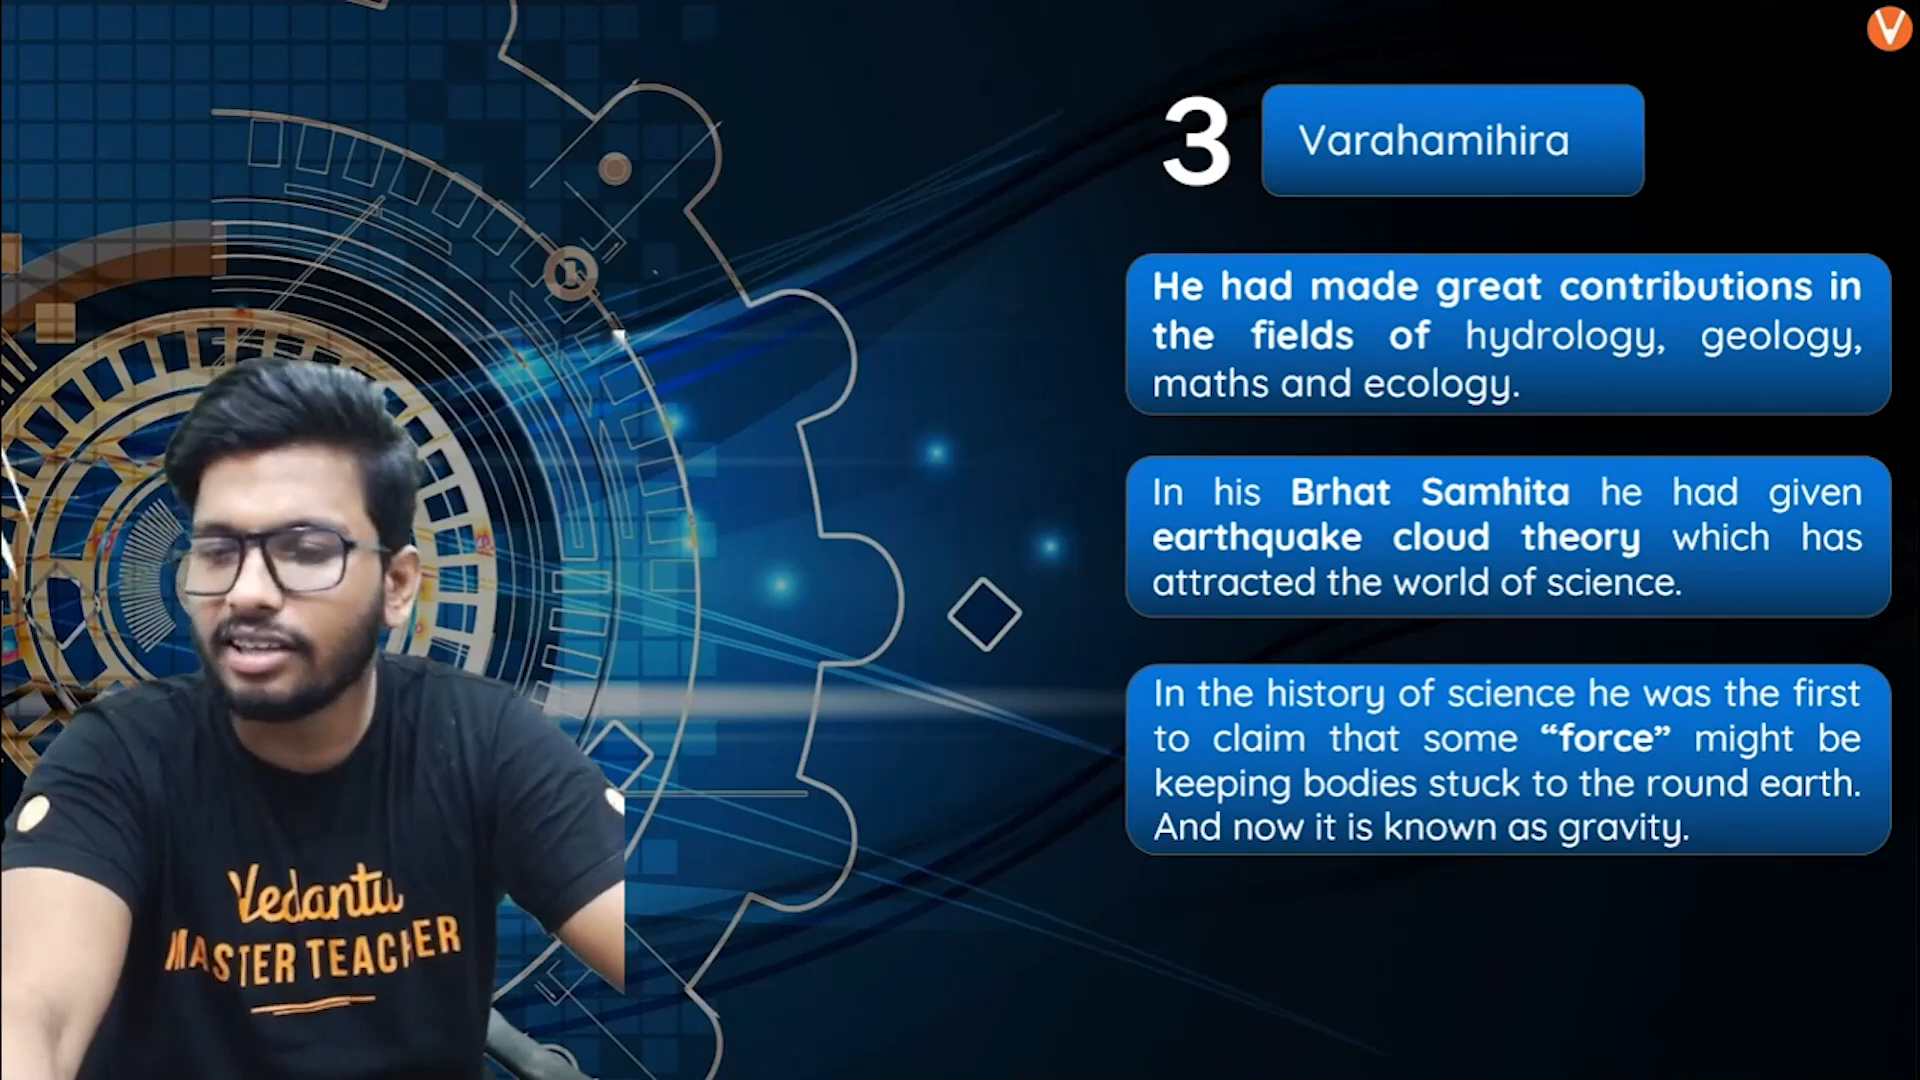 3
Varahamihira
He had made great contributions in
the fields of hydrology, geology,
maths and ecology.
In his Brhat Samhita he had given
earthquake cloud theory which has
attracted the world of science.
In the history of science he was the first
to claim that some “force” might be
keeping bodies stuck to the round earth.
And now it is known as gravity.
Vedantu
MASTER TEACHER